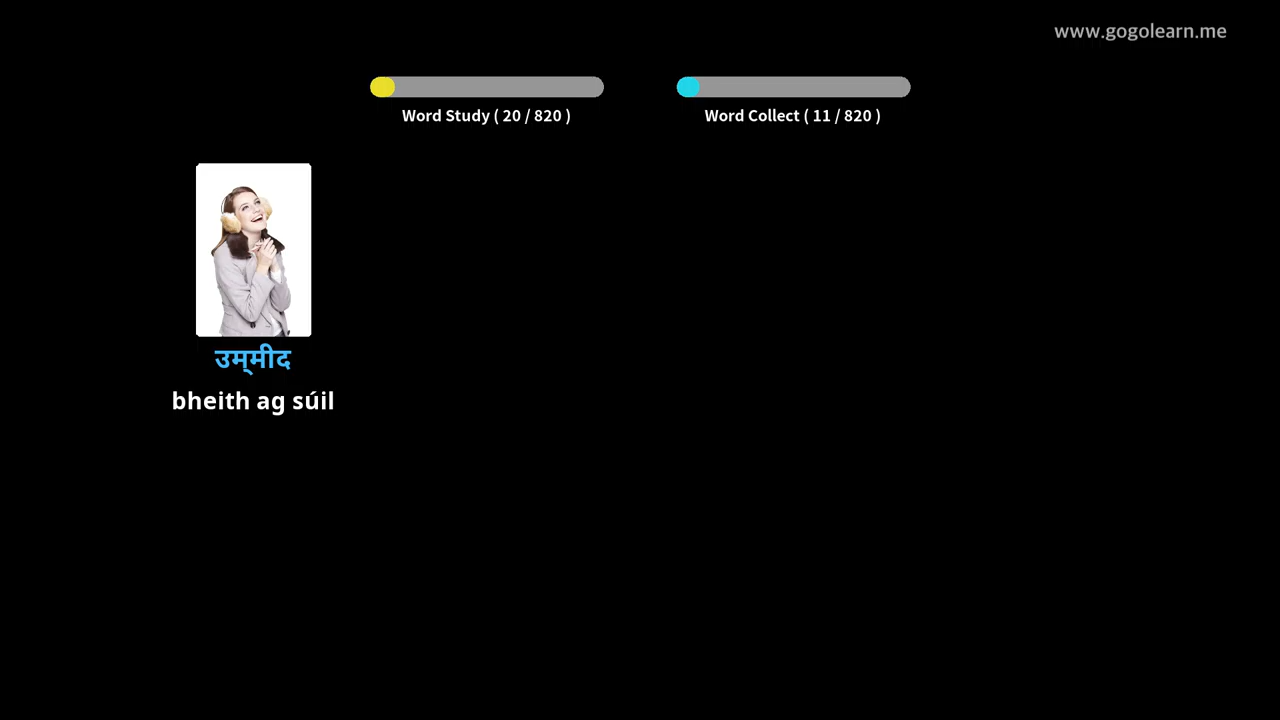 www.gogolearn.me
Word Study ( 20 / 820 )
Word Collect ( 11 / 820 )
उम्मीद
bheith ag súil